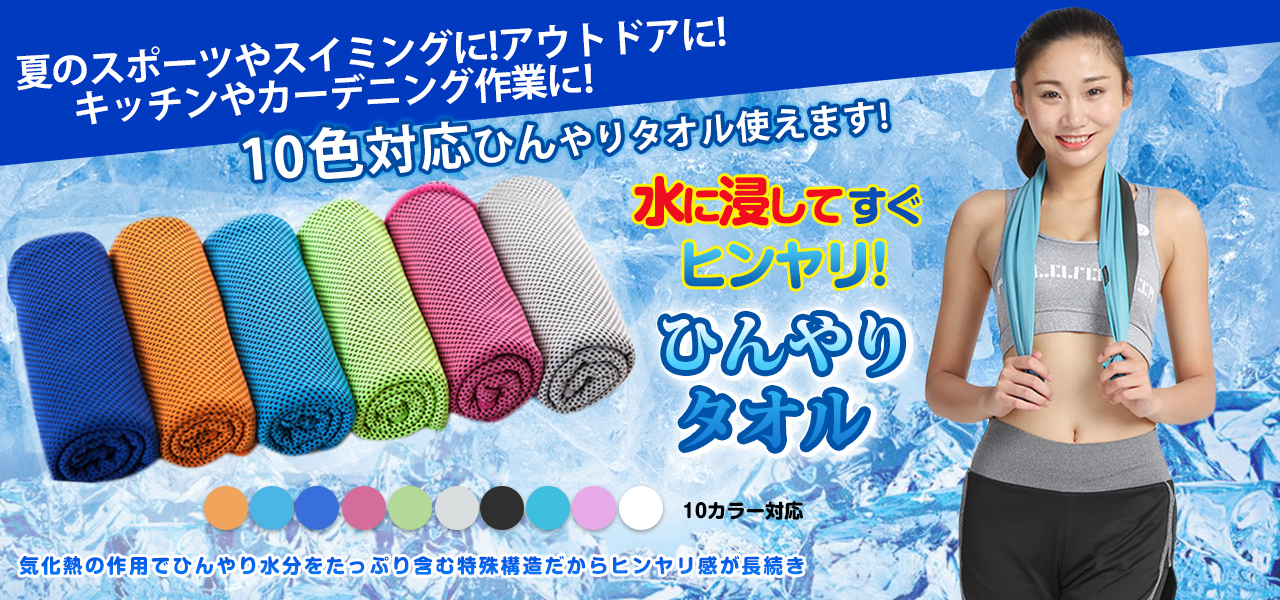 夏のスポーツやスイミングに!アウトドアに!
キッチンやカーデニング作業に!
10色対応ひんやりタオル使えます!
水に浸してすぐ
ヒンヤリ!
ひんやり
タオル
10カラー対応
気化熱の作用でひんやり水分をたっぷり含む特殊構造だからヒンヤリ感が長続き